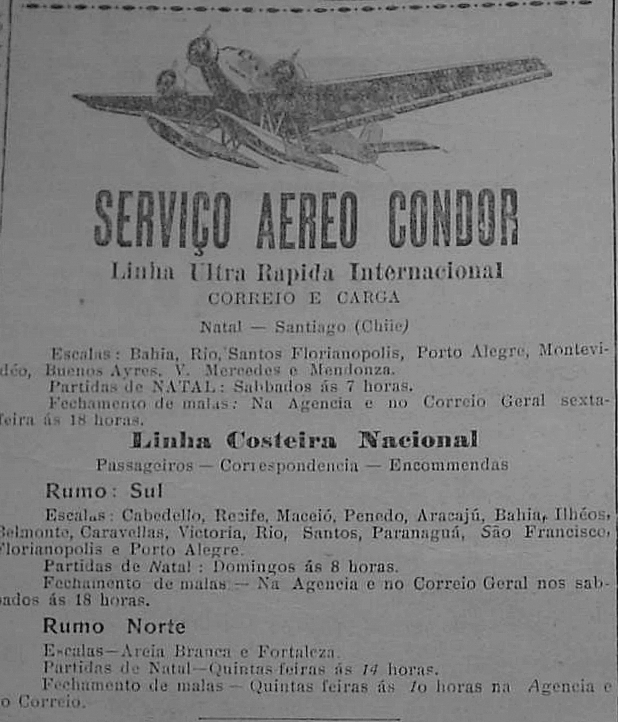 SERVIÇO AEREO CONDOR
Linha Ultra Rapida Internacional
CORREIO E CARGA
Natal — Santiago (Chile)
Escalas: Bahia, Rio, Santos Florianopolis, Porto Alegre, Montevi-
déo, Buenos Ayres, V. Mercedes e Mendonza.
Partidas de NATAL: Sabbados ás 7 horas.
Fechamento de malas: Na Agencia e no Correio Geral sexta-
feira ás 18 horas.
Linha Costeira Nacional
Passageiros — Correspondencia — Encommendas
Rumo: Sul
Escalas: Cabedello, Recife, Maceió, Penedo, Aracajú, Bahia, Ilhéos,
Belmonte, Caravellas, Victoria, Rio, Santos, Paranaguá, São Francisco,
Florianopolis e Porto Alegre.
Partidas de Natal: Domingos ás 8 horas.
Fechamento de malas — Na Agencia e no Correio Geral nos sab-
bados ás 18 horas.
Rumo Norte
Escalas—Areia Branca e Fortaleza.
Partidas de Natal—Quintas feiras ás 14 horas.
Fechamento de malas — Quintas feiras ás 10 horas na Agencia e
no Correio.